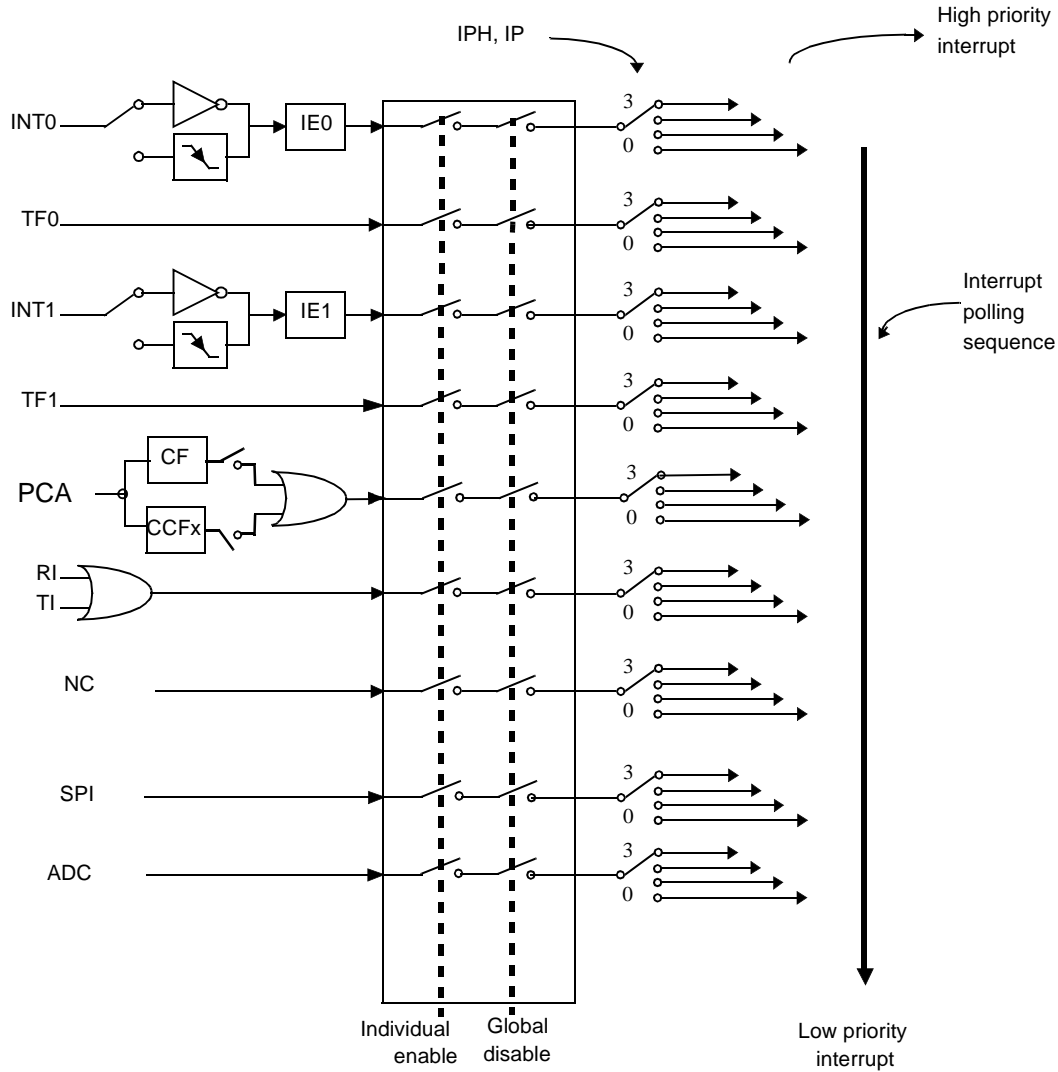 High priority
interrupt
IPH, IP
INT0
IE0
3
0
TF0
3
0
INT1
IE1
3
0
Interrupt
polling
sequence
TF1
3
0
PCA
CF
CCFx
3
0
RI
TI
3
0
NC
3
0
SPI
3
0
ADC
3
0
Individual
enable
Global
disable
Low priority
interrupt